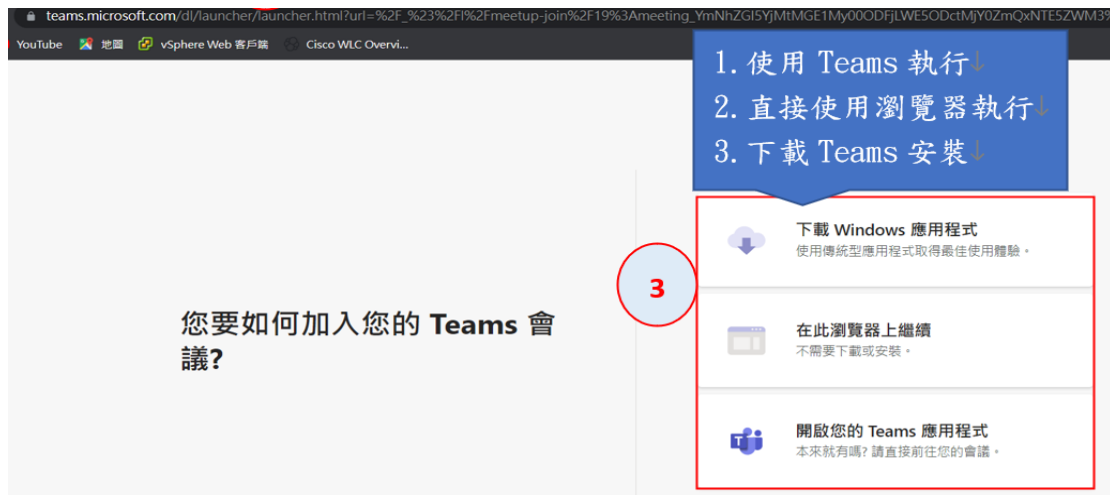 teams.microsoft.com/dl/launcher/launcher.html?url=%2F_%23%2Fl%2Fmeetup-join%2F19%3Ameeting_YmNhZGI5YjMtMGE1My00ODFjLWE5ODctMjY0ZmQxNTE5ZWM3%
YouTube 地圖 vSphere Web 客戶端 Cisco WLC Overvi...
1. 使用 Teams 執行↓
2. 直接使用瀏覽器執行↓
3. 下載 Teams 安裝↓
您要如何加入您的 Teams 會
議?
3
下載 Windows 應用程式
使用傳統型應用程式取得最佳使用體驗。
在此瀏覽器上繼續
不需要下載或安裝。
開啟您的 Teams 應用程式
本來就有嗎? 請直接前往您的會議。